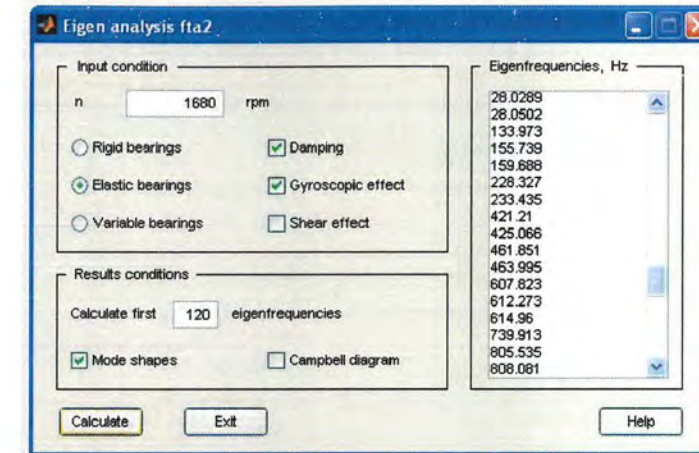 Eigen analysis fta2
Input condition
n 1680 rpm
Rigid bearings
Damping
Elastic bearings
Gyroscopic effect
Variable bearings
Shear effect
Results conditions
Calculate first 120 eigenfrequencies
Mode shapes
Campbell diagram
Calculate
Exit
Eigenfrequencies, Hz
28.0289
28.0502
133.973
155.739
159.688
228.327
233.435
421.21
425.066
461.851
463.995
607.823
612.273
614.96
739.913
805.535
808.081
Help